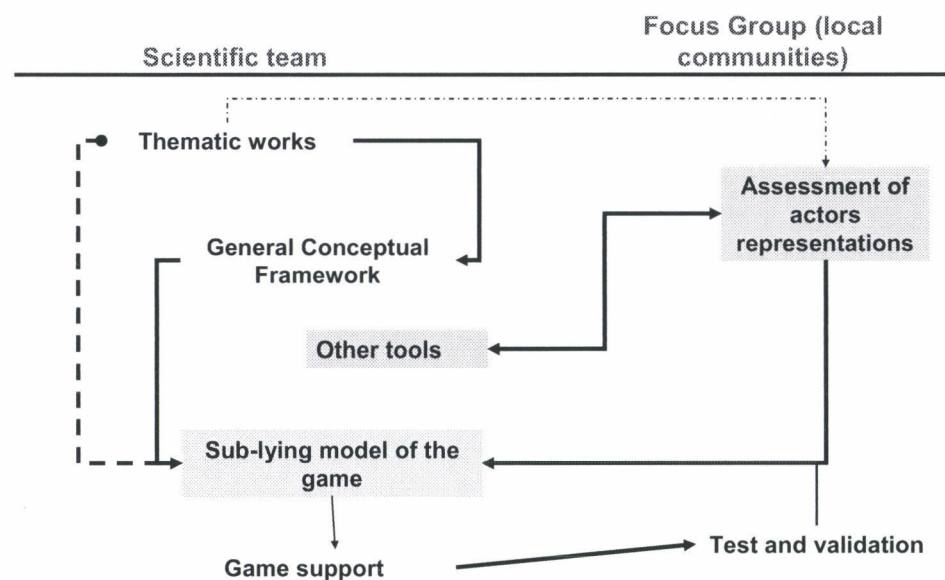 Scientific team
Focus Group (local
communities)
Thematic works
Assessment of
actors
representations
General Conceptual
Framework
Other tools
Sub-lying model of the
game
Test and validation
Game support